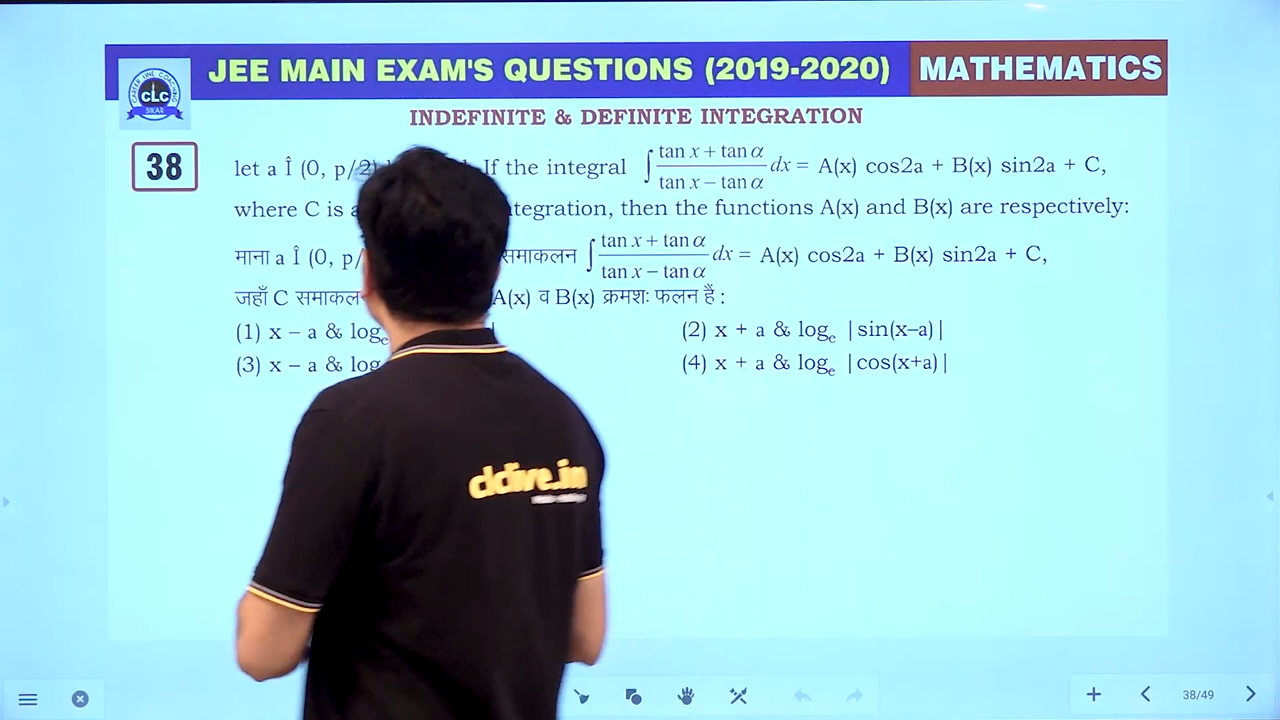 JEE MAIN EXAM'S QUESTIONS (2019-2020) MATHEMATICS
CLC
SIKAR
INDEFINITE & DEFINITE INTEGRATION
38
let a Î (0, p/2) If the integral ∫ (tan x + tan α)/(tan x − tan α) dx = A(x) cos2a + B(x) sin2a + C,
where C is a ntegration, then the functions A(x) and B(x) are respectively:
माना a Î (0, p/ समाकलन ∫ (tan x + tan α)/(tan x − tan α) dx = A(x) cos2a + B(x) sin2a + C,
जहाँ C समाकल A(x) व B(x) क्रमशः फलन हैं :
(1) x – a & logₑ | (2) x + a & logₑ |sin(x–a)|
(3) x – a & log (4) x + a & logₑ |cos(x+a)|
clclive.in
38/49